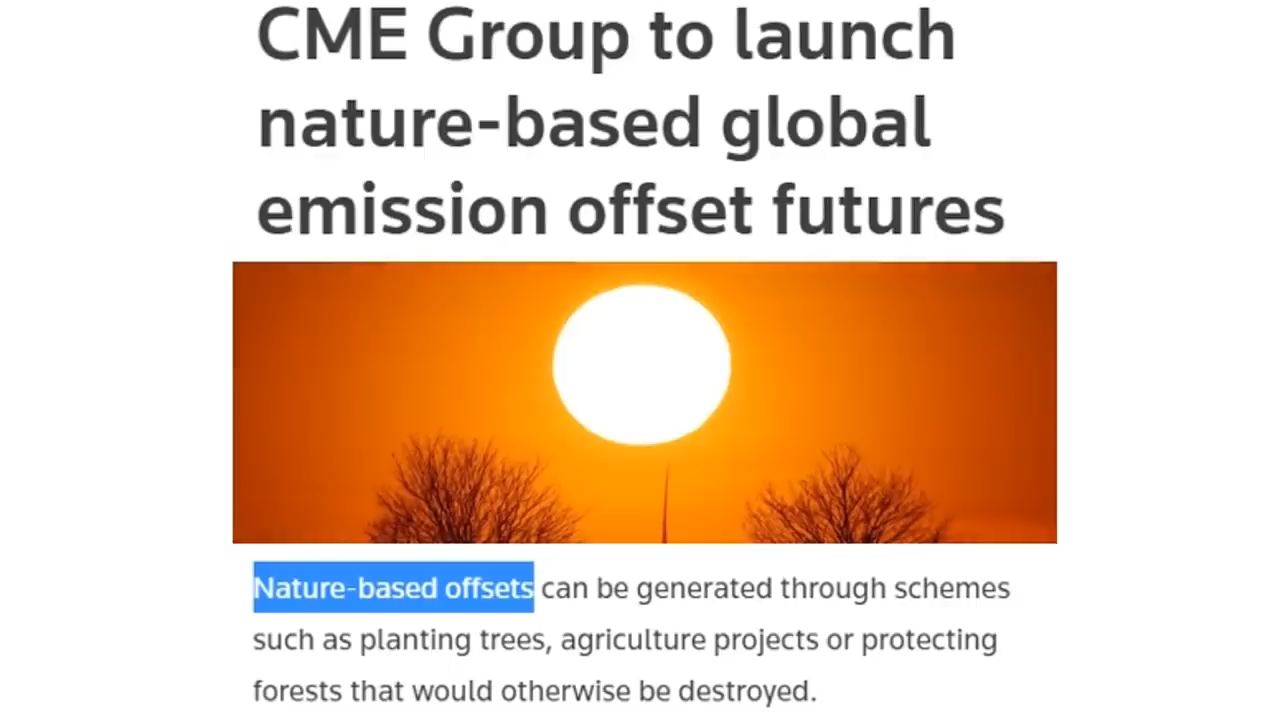 CME Group to launch
nature-based global
emission offset futures
Nature-based offsets can be generated through schemes
such as planting trees, agriculture projects or protecting
forests that would otherwise be destroyed.